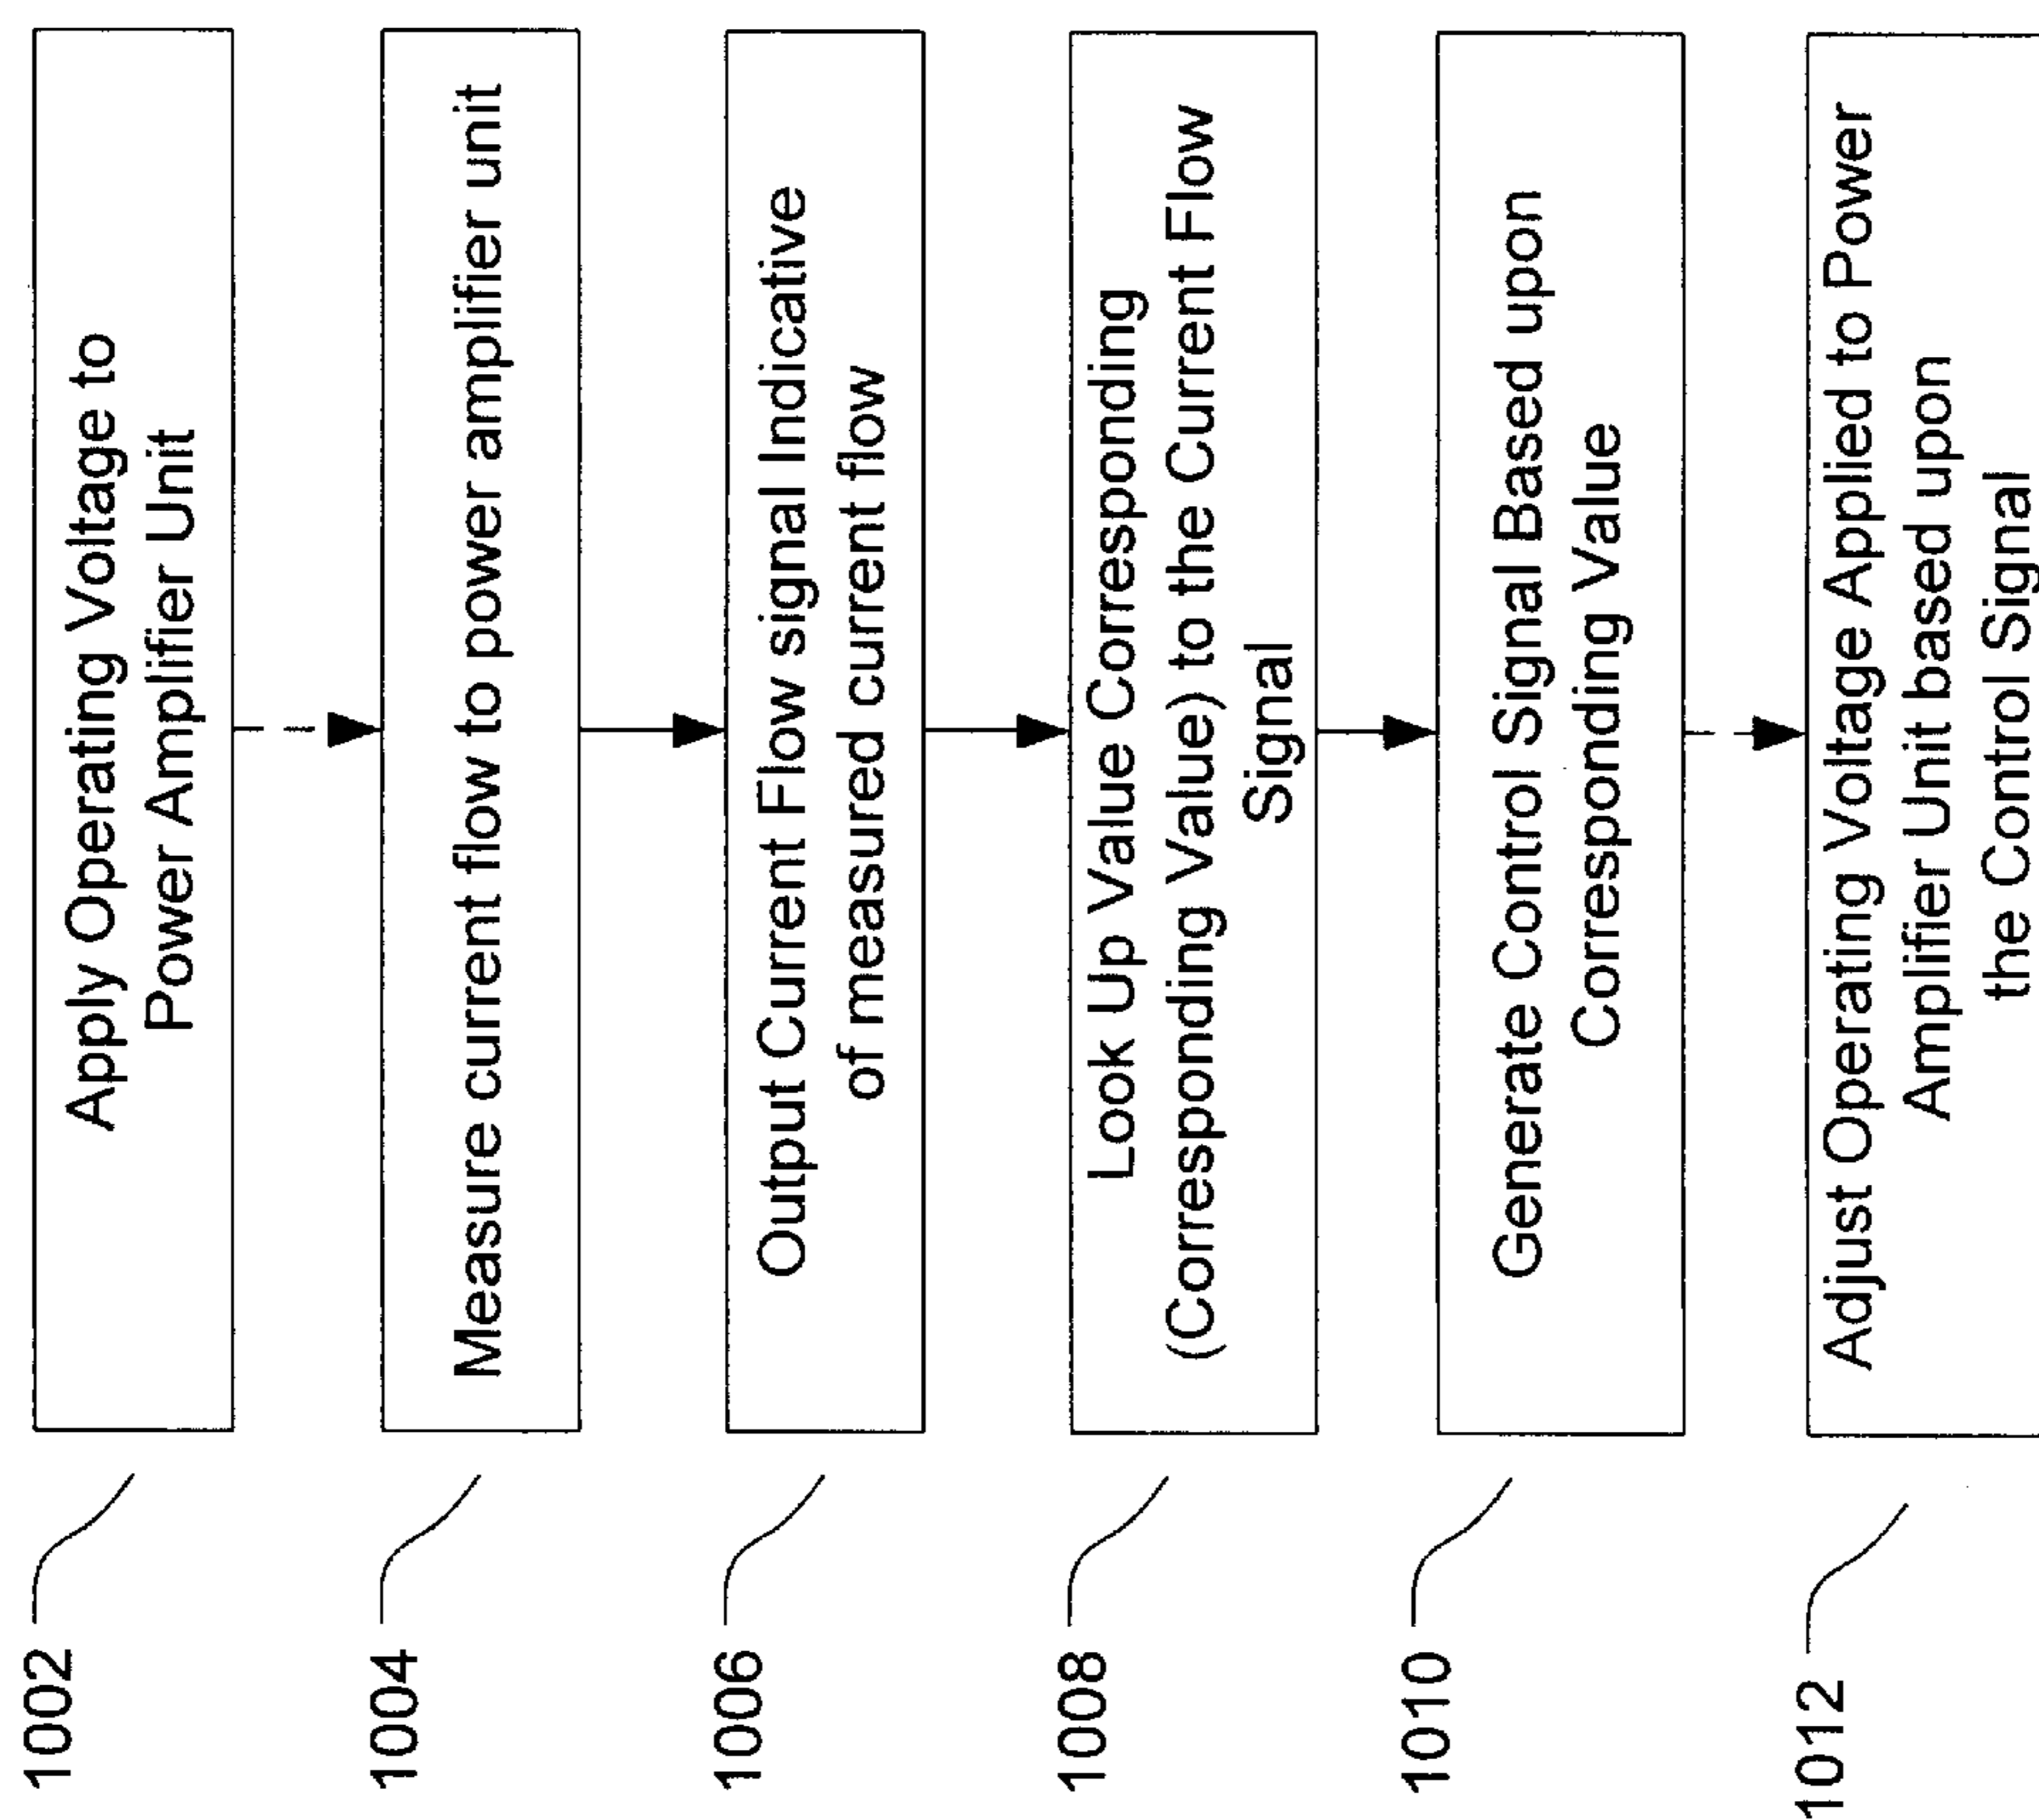 1002
Apply Operating Voltage to
Power Amplifier Unit
1004
Measure current flow to power amplifier unit
1006
Output Current Flow signal Indicative
of measured current flow
1008
Look Up Value Corresponding
(Corresponding Value) to the Current Flow
Signal
1010
Generate Control Signal Based upon
Corresponding Value
1012
Adjust Operating Voltage Applied to Power
Amplifier Unit based upon
the Control Signal